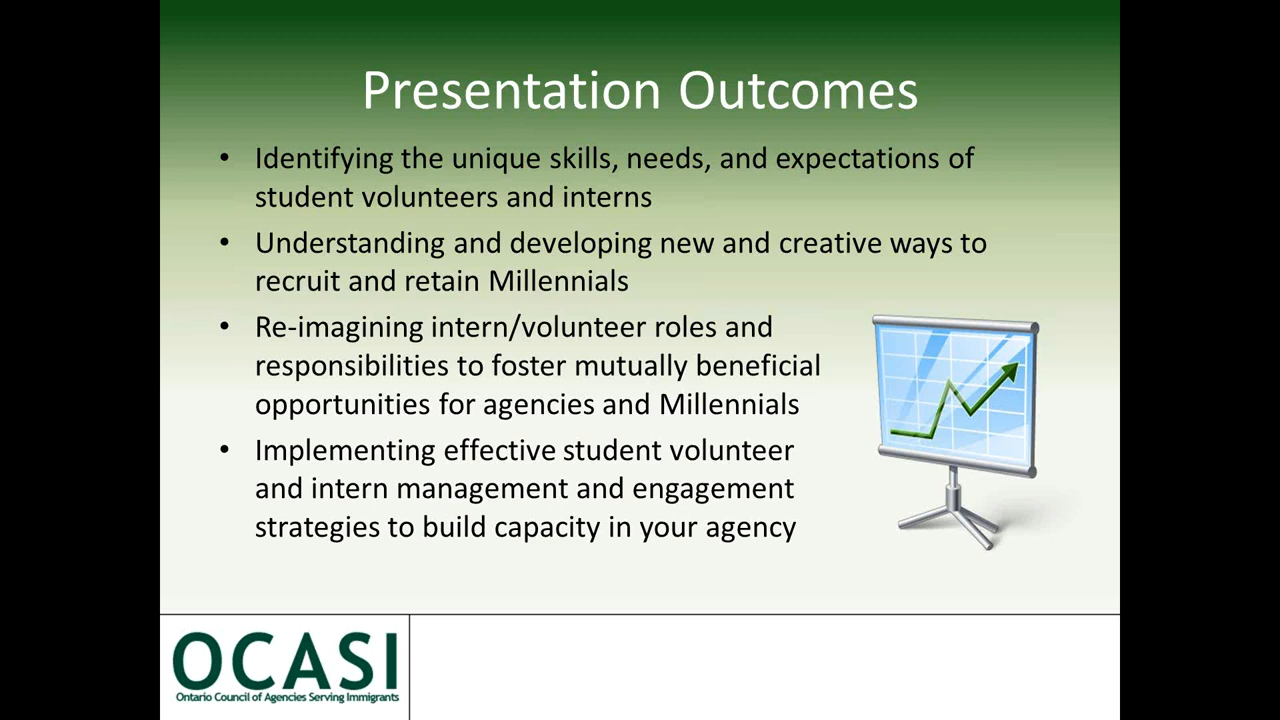 Presentation Outcomes
• Identifying the unique skills, needs, and expectations of
student volunteers and interns
• Understanding and developing new and creative ways to
recruit and retain Millennials
• Re-imagining intern/volunteer roles and
responsibilities to foster mutually beneficial
opportunities for agencies and Millennials
• Implementing effective student volunteer
and intern management and engagement
strategies to build capacity in your agency
OCASI
Ontario Council of Agencies Serving Immigrants